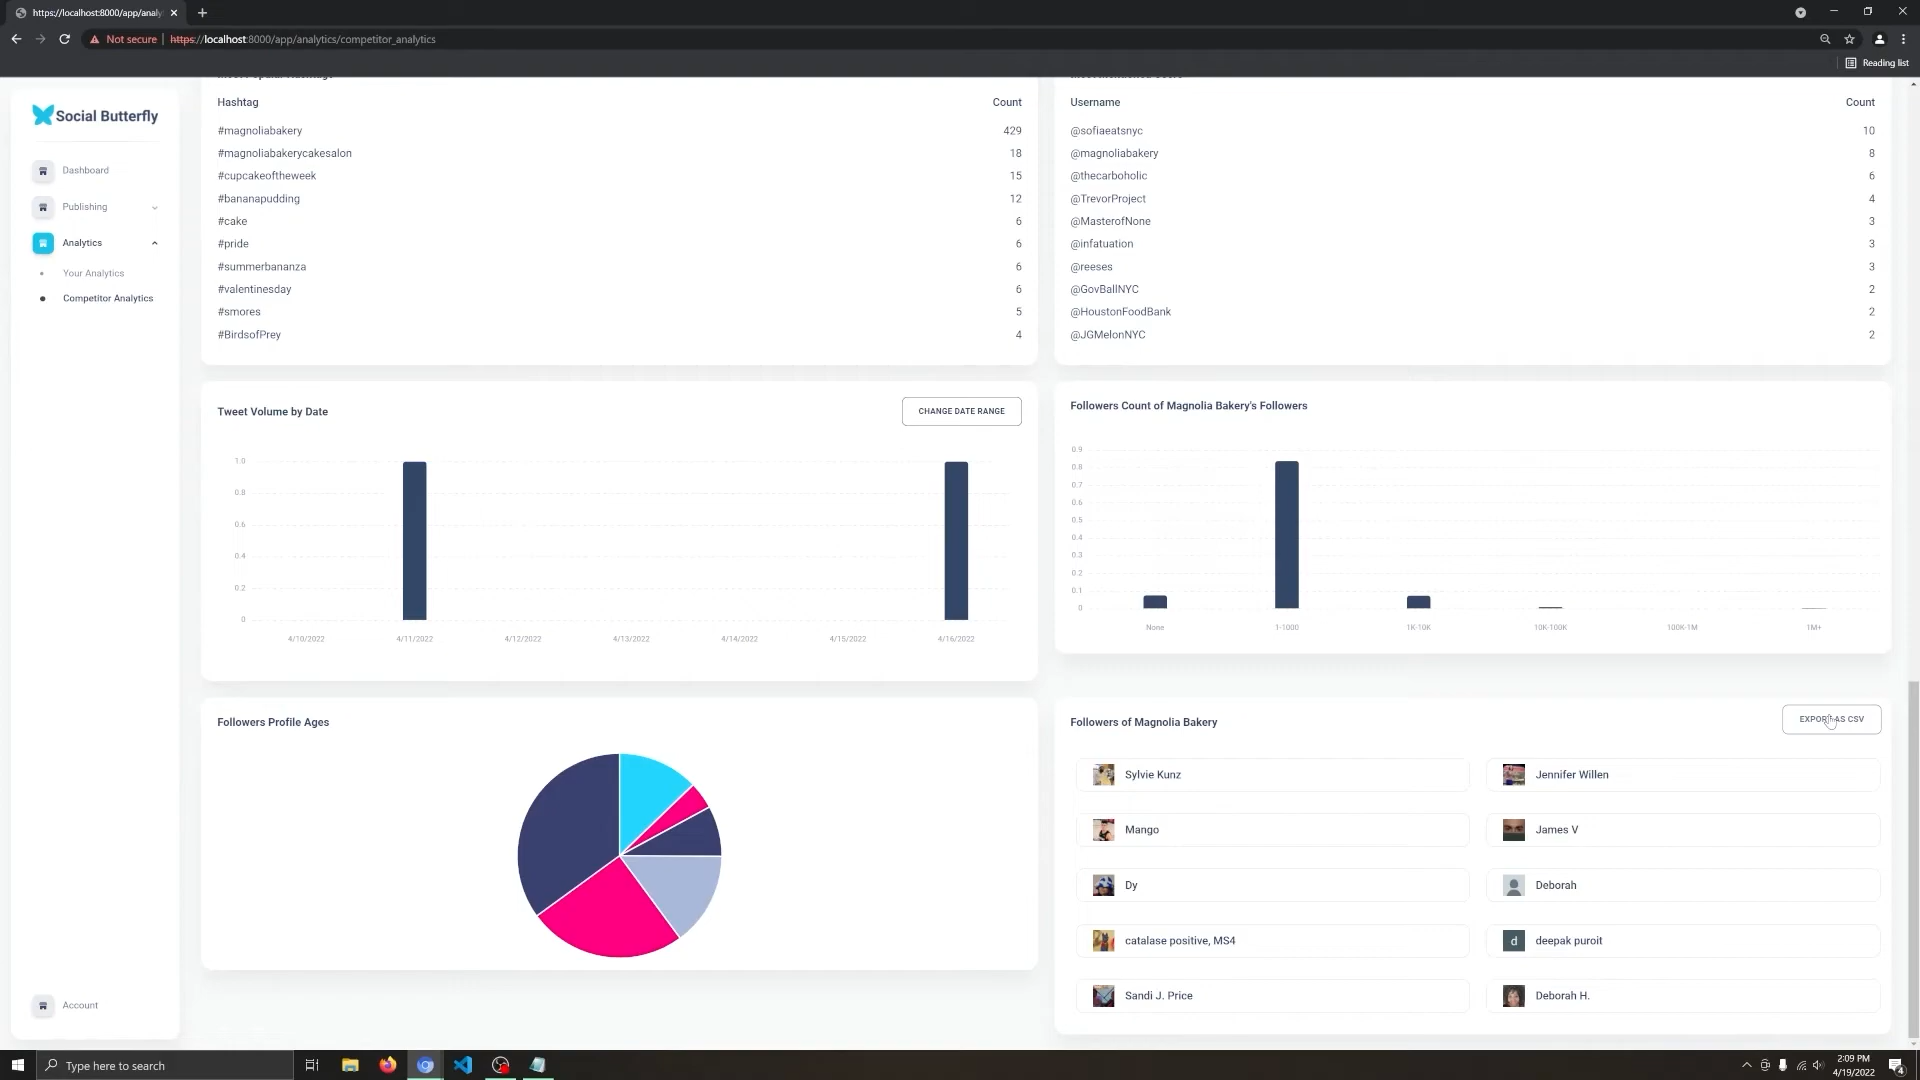 https://localhost:8000/app/analy
Not secure
https://localhost:8000/app/analytics/competitor_analytics
Reading list
Social Butterfly
Dashboard
Publishing
Analytics
Your Analytics
Competitor Analytics
Account
Hashtag Count
#magnoliabakery 429
#magnoliabakerycakesalon 18
#cupcakeoftheweek 15
#bananapudding 12
#cake 6
#pride 6
#summerbananza 6
#valentinesday 6
#smores 5
#BirdsofPrey 4
Username Count
@sofiaeatsnyc 10
@magnoliabakery 8
@thecarboholic 6
@TrevorProject 4
@MasterofNone 3
@infatuation 3
@reeses 3
@GovBallNYC 2
@HoustonFoodBank 2
@JGMelonNYC 2
Tweet Volume by Date
CHANGE DATE RANGE
1.0
0.8
0.6
0.4
0.2
0
4/10/2022 4/11/2022 4/12/2022 4/13/2022 4/14/2022 4/15/2022 4/16/2022
Followers Count of Magnolia Bakery's Followers
0.9
0.8
0.7
0.6
0.5
0.4
0.3
0.2
0.1
0
None 1-1000 1K-10K 10K-100K 100K-1M 1M+
Followers Profile Ages
Followers of Magnolia Bakery
EXPORT AS CSV
Sylvie Kunz
Jennifer Willen
Mango
James V
Dy
Deborah
catalase positive, MS4
d
deepak puroit
Sandi J. Price
Deborah H.
Type here to search
2:09 PM
4/19/2022
4